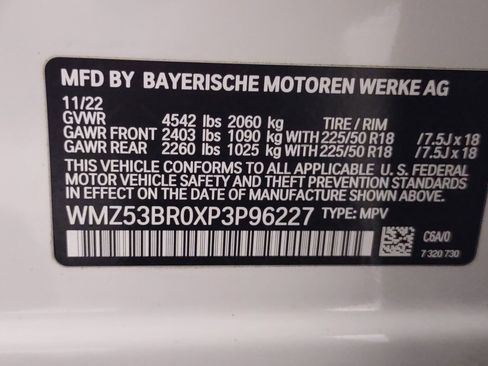 MFD BY BAYERISCHE MOTOREN WERKE AG
11/22
GVWR 4542 lbs 2060 kg TIRE / RIM
GAWR FRONT 2403 lbs 1090 kg WITH 225/50 R18 /7.5J x 18
GAWR REAR 2260 lbs 1025 kg WITH 225/50 R18 /7.5J x 18
THIS VEHICLE CONFORMS TO ALL APPLICABLE U. S. FEDERAL
MOTOR VEHICLE SAFETY AND THEFT PREVENTION STANDARDS
IN EFFECT ON THE DATE OF MANUFACTURE SHOWN ABOVE.
WMZ53BR0XP3P96227 TYPE: MPV
C6A/0
7 320 730